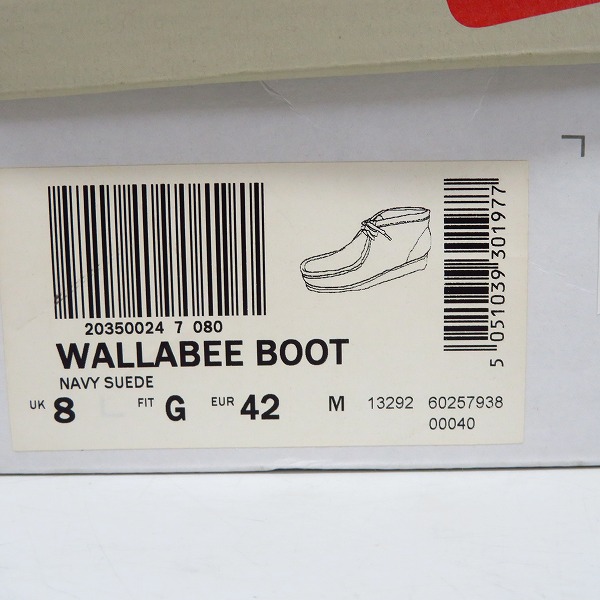 20350024 7 080
WALLABEE BOOT
NAVY SUEDE
UK 8 FIT G EUR 42 M 13292 60257938
00040
5 051039 301977